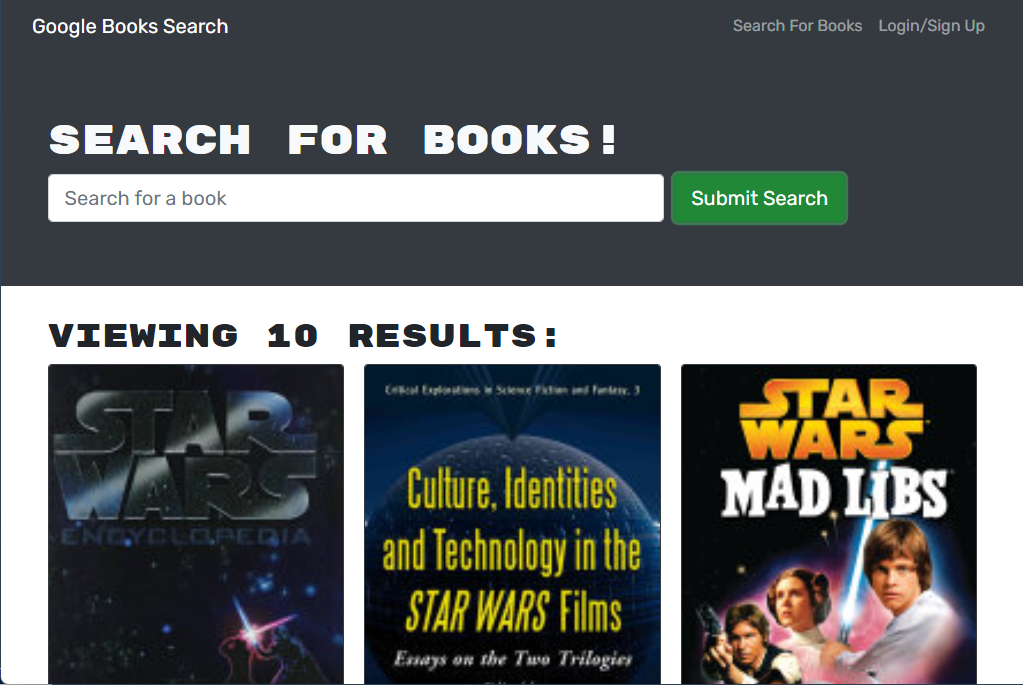 Google Books Search
Search For Books
Login/Sign Up
SEARCH FOR BOOKS!
Search for a book
Submit Search
VIEWING 10 RESULTS:
STAR
WARS
ENCYCLOPEDIA
Critical Explorations in Science Fiction and Fantasy, 3
Culture, Identities
and Technology in the
STAR WARS Films
Essays on the Two Trilogies
STAR
WARS
MAD LIBS